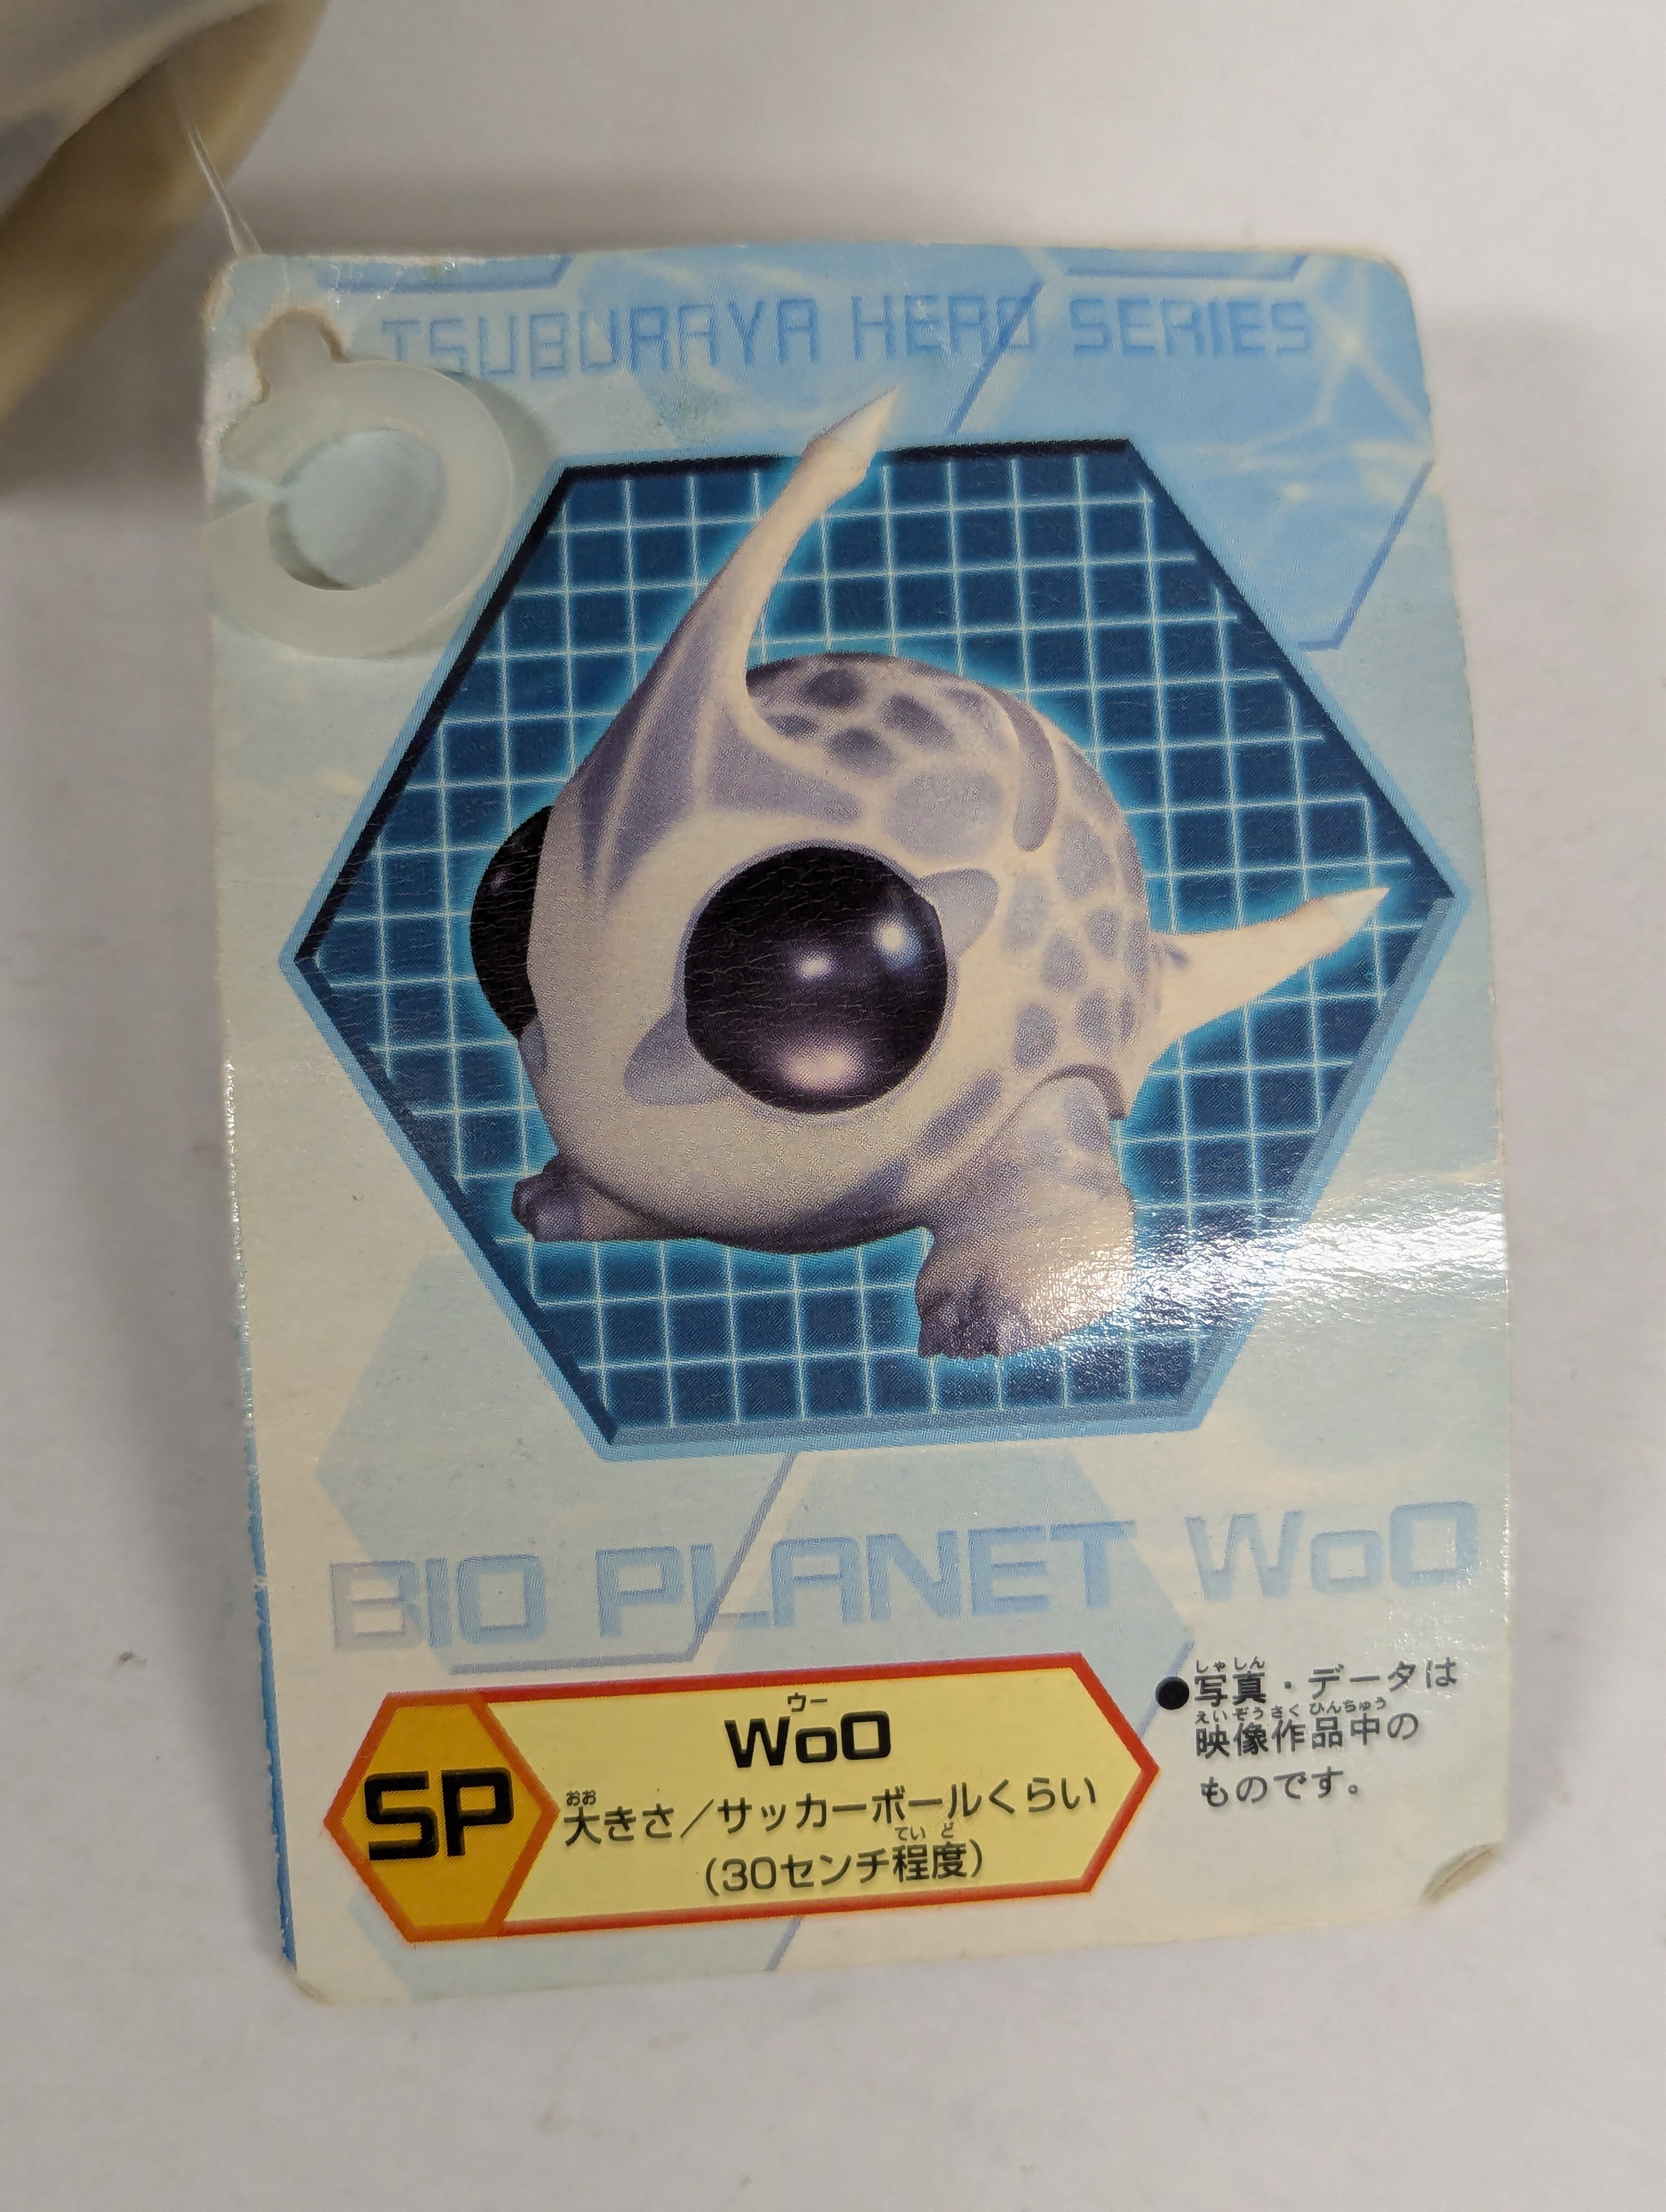 TSUBURAYA HERO SERIES
BIO PLANET WoO
SP
ウー
WoO
おお
大きさ／サッカーボールくらい
ていど
(30センチ程度)
しゃしん
●写真・データは
えいぞうさくひんちゅう
映像作品中の
ものです。